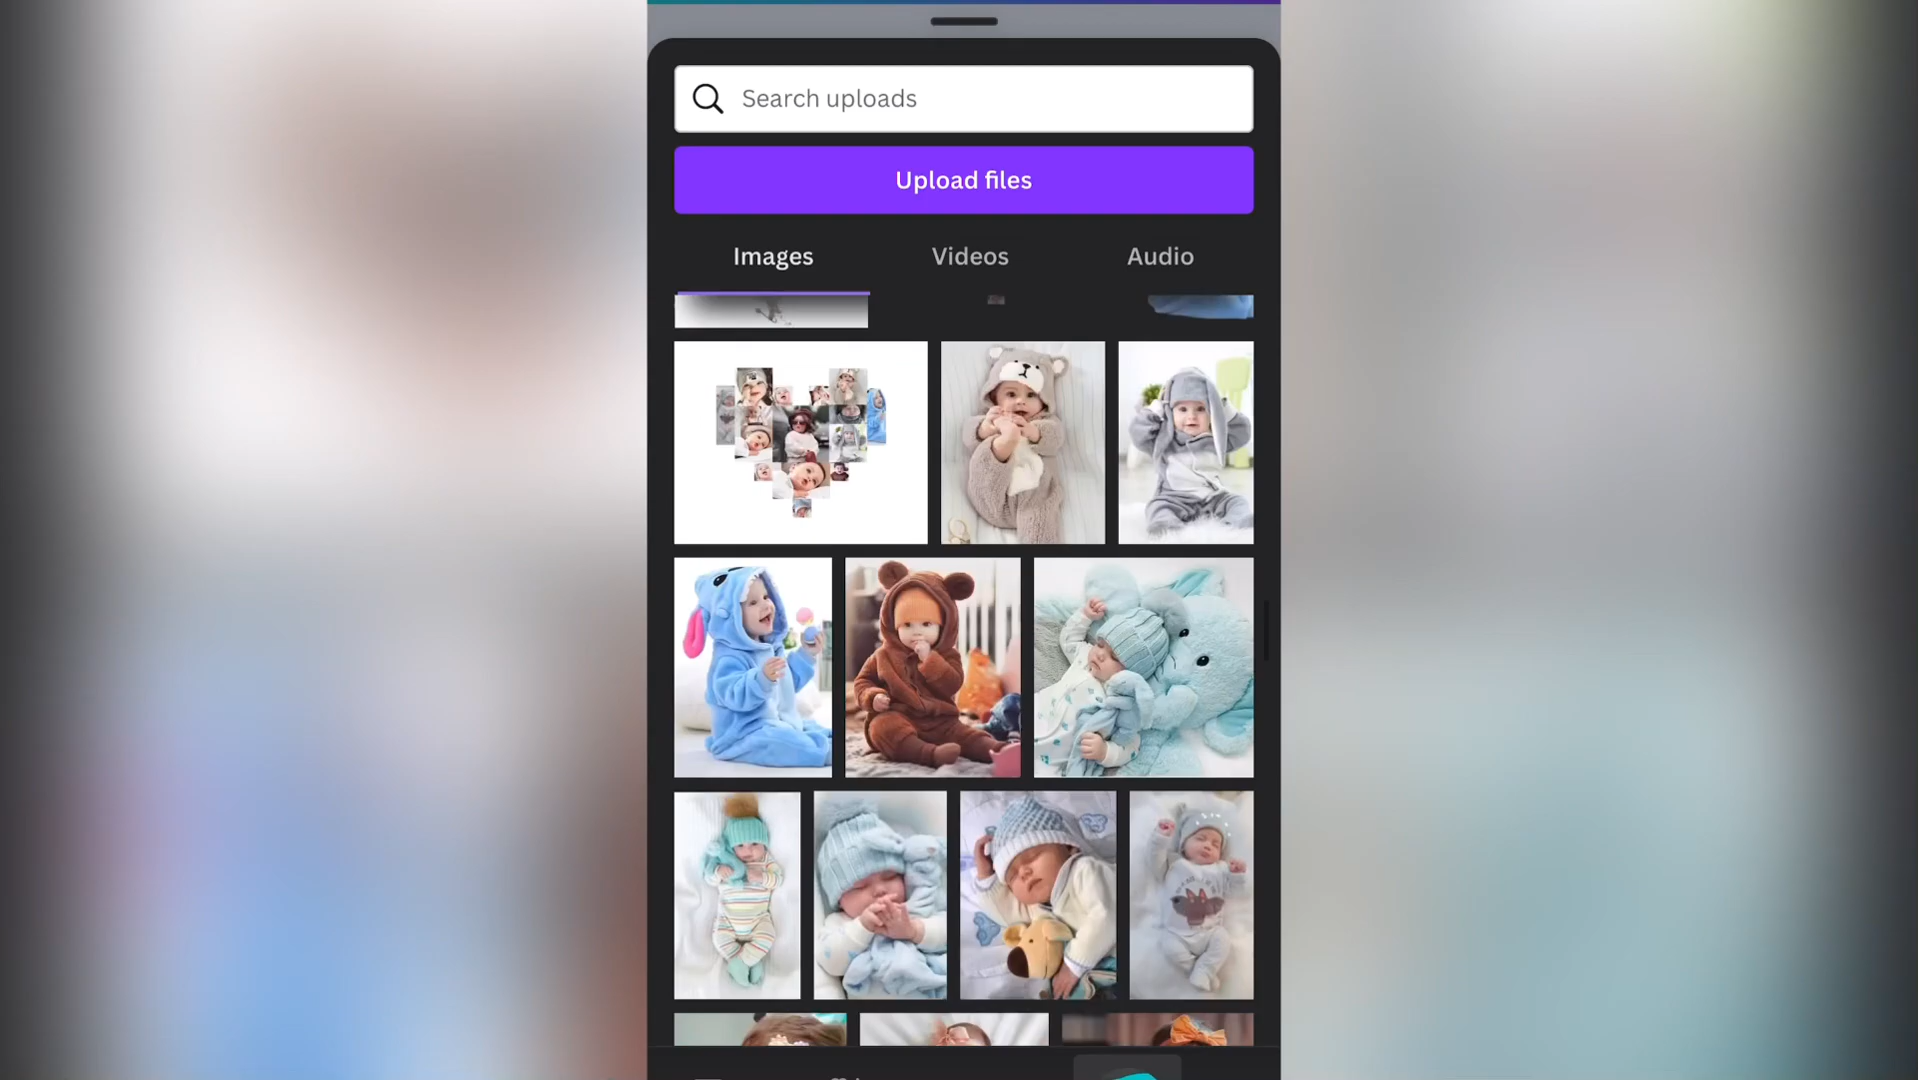 Search uploads
Upload files
Images
Videos
Audio